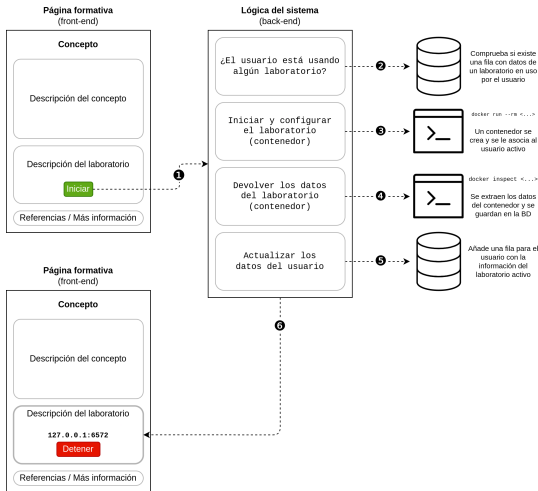 Página formativa
(front-end)
Concepto
Descripción del concepto
Descripción del laboratorio
Iniciar
Referencias / Más información
1
Lógica del sistema
(back-end)
¿El usuario está usando
algún laboratorio?
Iniciar y configurar
el laboratorio
(contenedor)
Devolver los datos
del laboratorio
(contenedor)
Actualizar los
datos del usuario
2
Comprueba si existe
una fila con datos de
un laboratorio en uso
por el usuario
3
docker run --rm <...>
Un contenedor se
crea y se le asocia al
usuario activo
4
docker inspect <...>
Se extraen los datos
del contenedor y se
guardan en la BD
5
Añade una fila para el
usuario con la
información del
laboratorio activo
6
Página formativa
(front-end)
Concepto
Descripción del concepto
Descripción del laboratorio
127.0.0.1:6572
Detener
Referencias / Más información